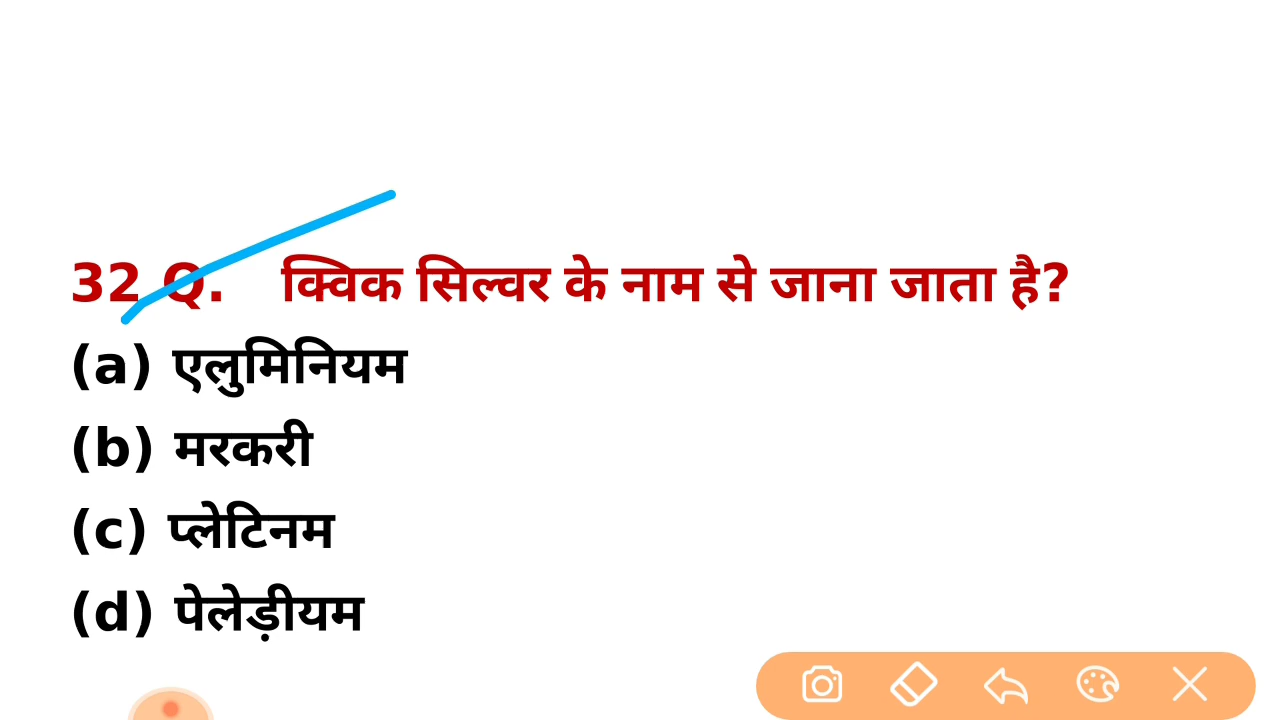 32 Q. क्विक सिल्वर के नाम से जाना जाता है?
(a) एलुमिनियम
(b) मरकरी
(c) प्लेटिनम
(d) पेलेड़ीयम